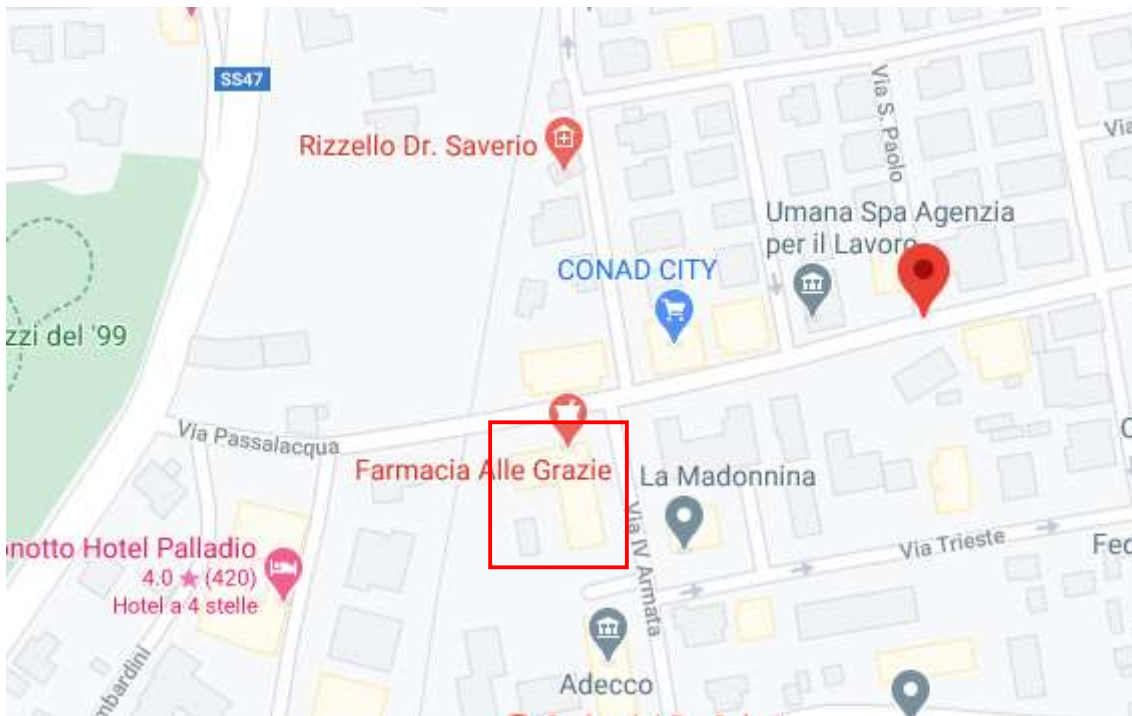 SS47
Via S. Paolo
Via
Rizzello Dr. Saverio
Umana Spa Agenzia
per il Lavoro
CONAD CITY
zzi del '99
Via Passalacqua
Farmacia Alle Grazie
La Madonnina
Via IV Armata
Via Trieste
notto Hotel Palladio
4.0 ★ (420)
Hotel a 4 stelle
mbardini
Adecco